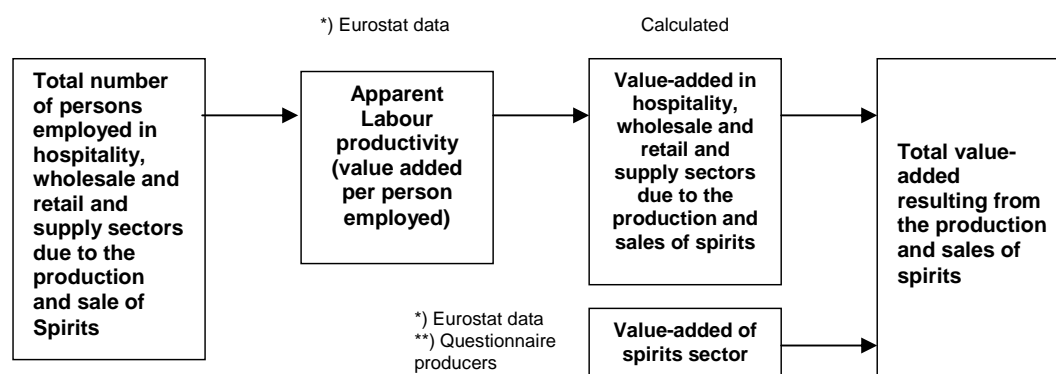 *) Eurostat data
Calculated
Total number
of persons
employed in
hospitality,
wholesale and
retail and
supply sectors
due to the
production
and sale of
Spirits
Apparent
Labour
productivity
(value added
per person
employed)
Value-added in
hospitality,
wholesale and
retail and
supply sectors
due to the
production and
sales of spirits
Total value-
added
resulting from
the production
and sales of
spirits
*) Eurostat data
**) Questionnaire
producers
Value-added of
spirits sector